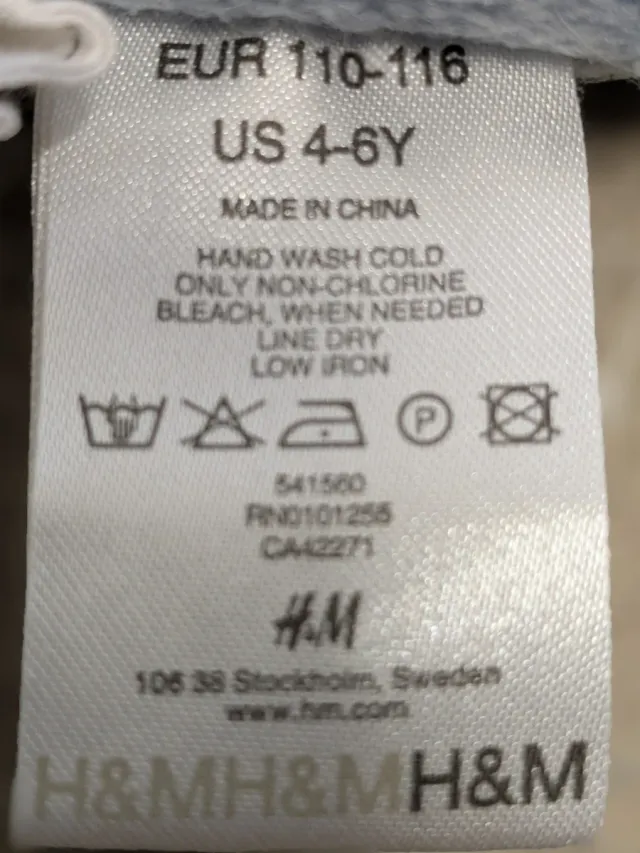 EUR 110-116
US 4-6Y
MADE IN CHINA
HAND WASH COLD
ONLY NON-CHLORINE
BLEACH, WHEN NEEDED
LINE DRY
LOW IRON
P
541560
RN0101255
CA42271
H&M
106 38 Stockholm, Sweden
www.hm.com
H&MH&MH&M